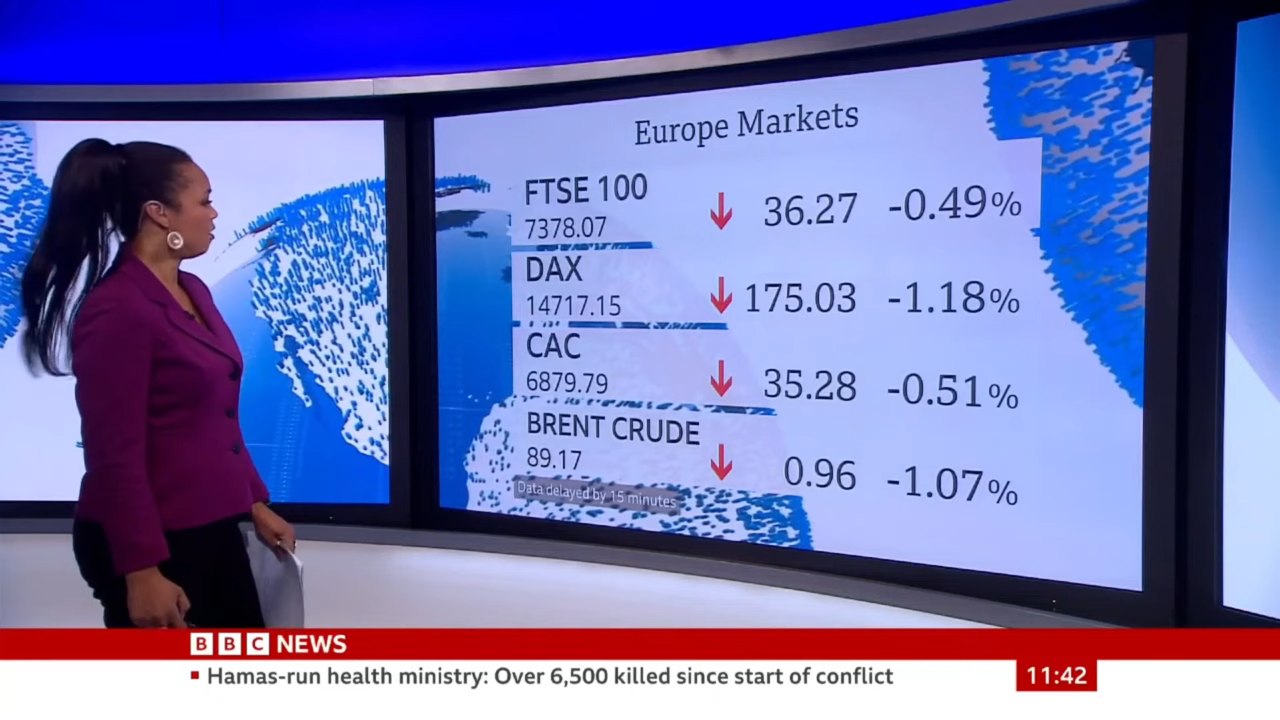 Europe Markets
FTSE 100
7378.07
36.27 -0.49%
DAX
14717.15
175.03 -1.18%
CAC
6879.79
35.28 -0.51%
BRENT CRUDE
89.17
0.96 -1.07%
Data delayed by 15 minutes
BBC NEWS
Hamas-run health ministry: Over 6,500 killed since start of conflict
11:42